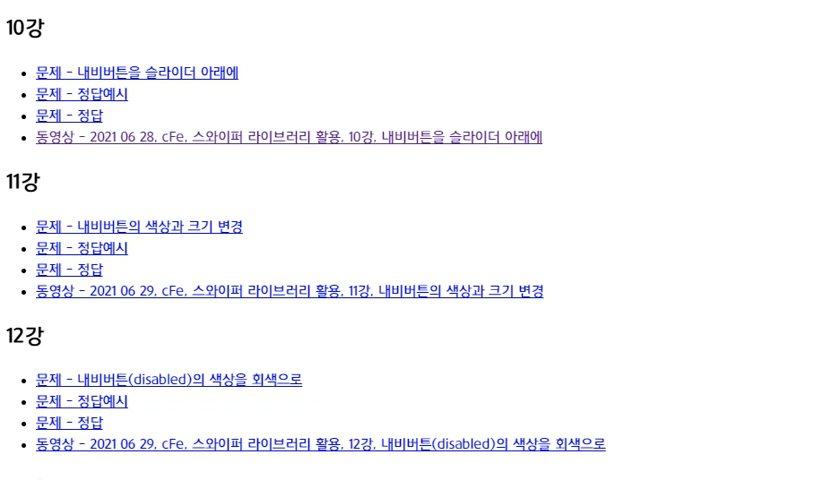 10강
문제 - 내비버튼을 슬라이더 아래에
문제 - 정답예시
문제 - 정답
동영상 - 2021 06 28, cFe, 스와이퍼 라이브러리 활용, 10강, 내비버튼을 슬라이더 아래에
11강
문제 - 내비버튼의 색상과 크기 변경
문제 - 정답예시
문제 - 정답
동영상 - 2021 06 29, cFe, 스와이퍼 라이브러리 활용, 11강, 내비버튼의 색상과 크기 변경
12강
문제 - 내비버튼(disabled)의 색상을 회색으로
문제 - 정답예시
문제 - 정답
동영상 - 2021 06 29, cFe, 스와이퍼 라이브러리 활용, 12강, 내비버튼(disabled)의 색상을 회색으로